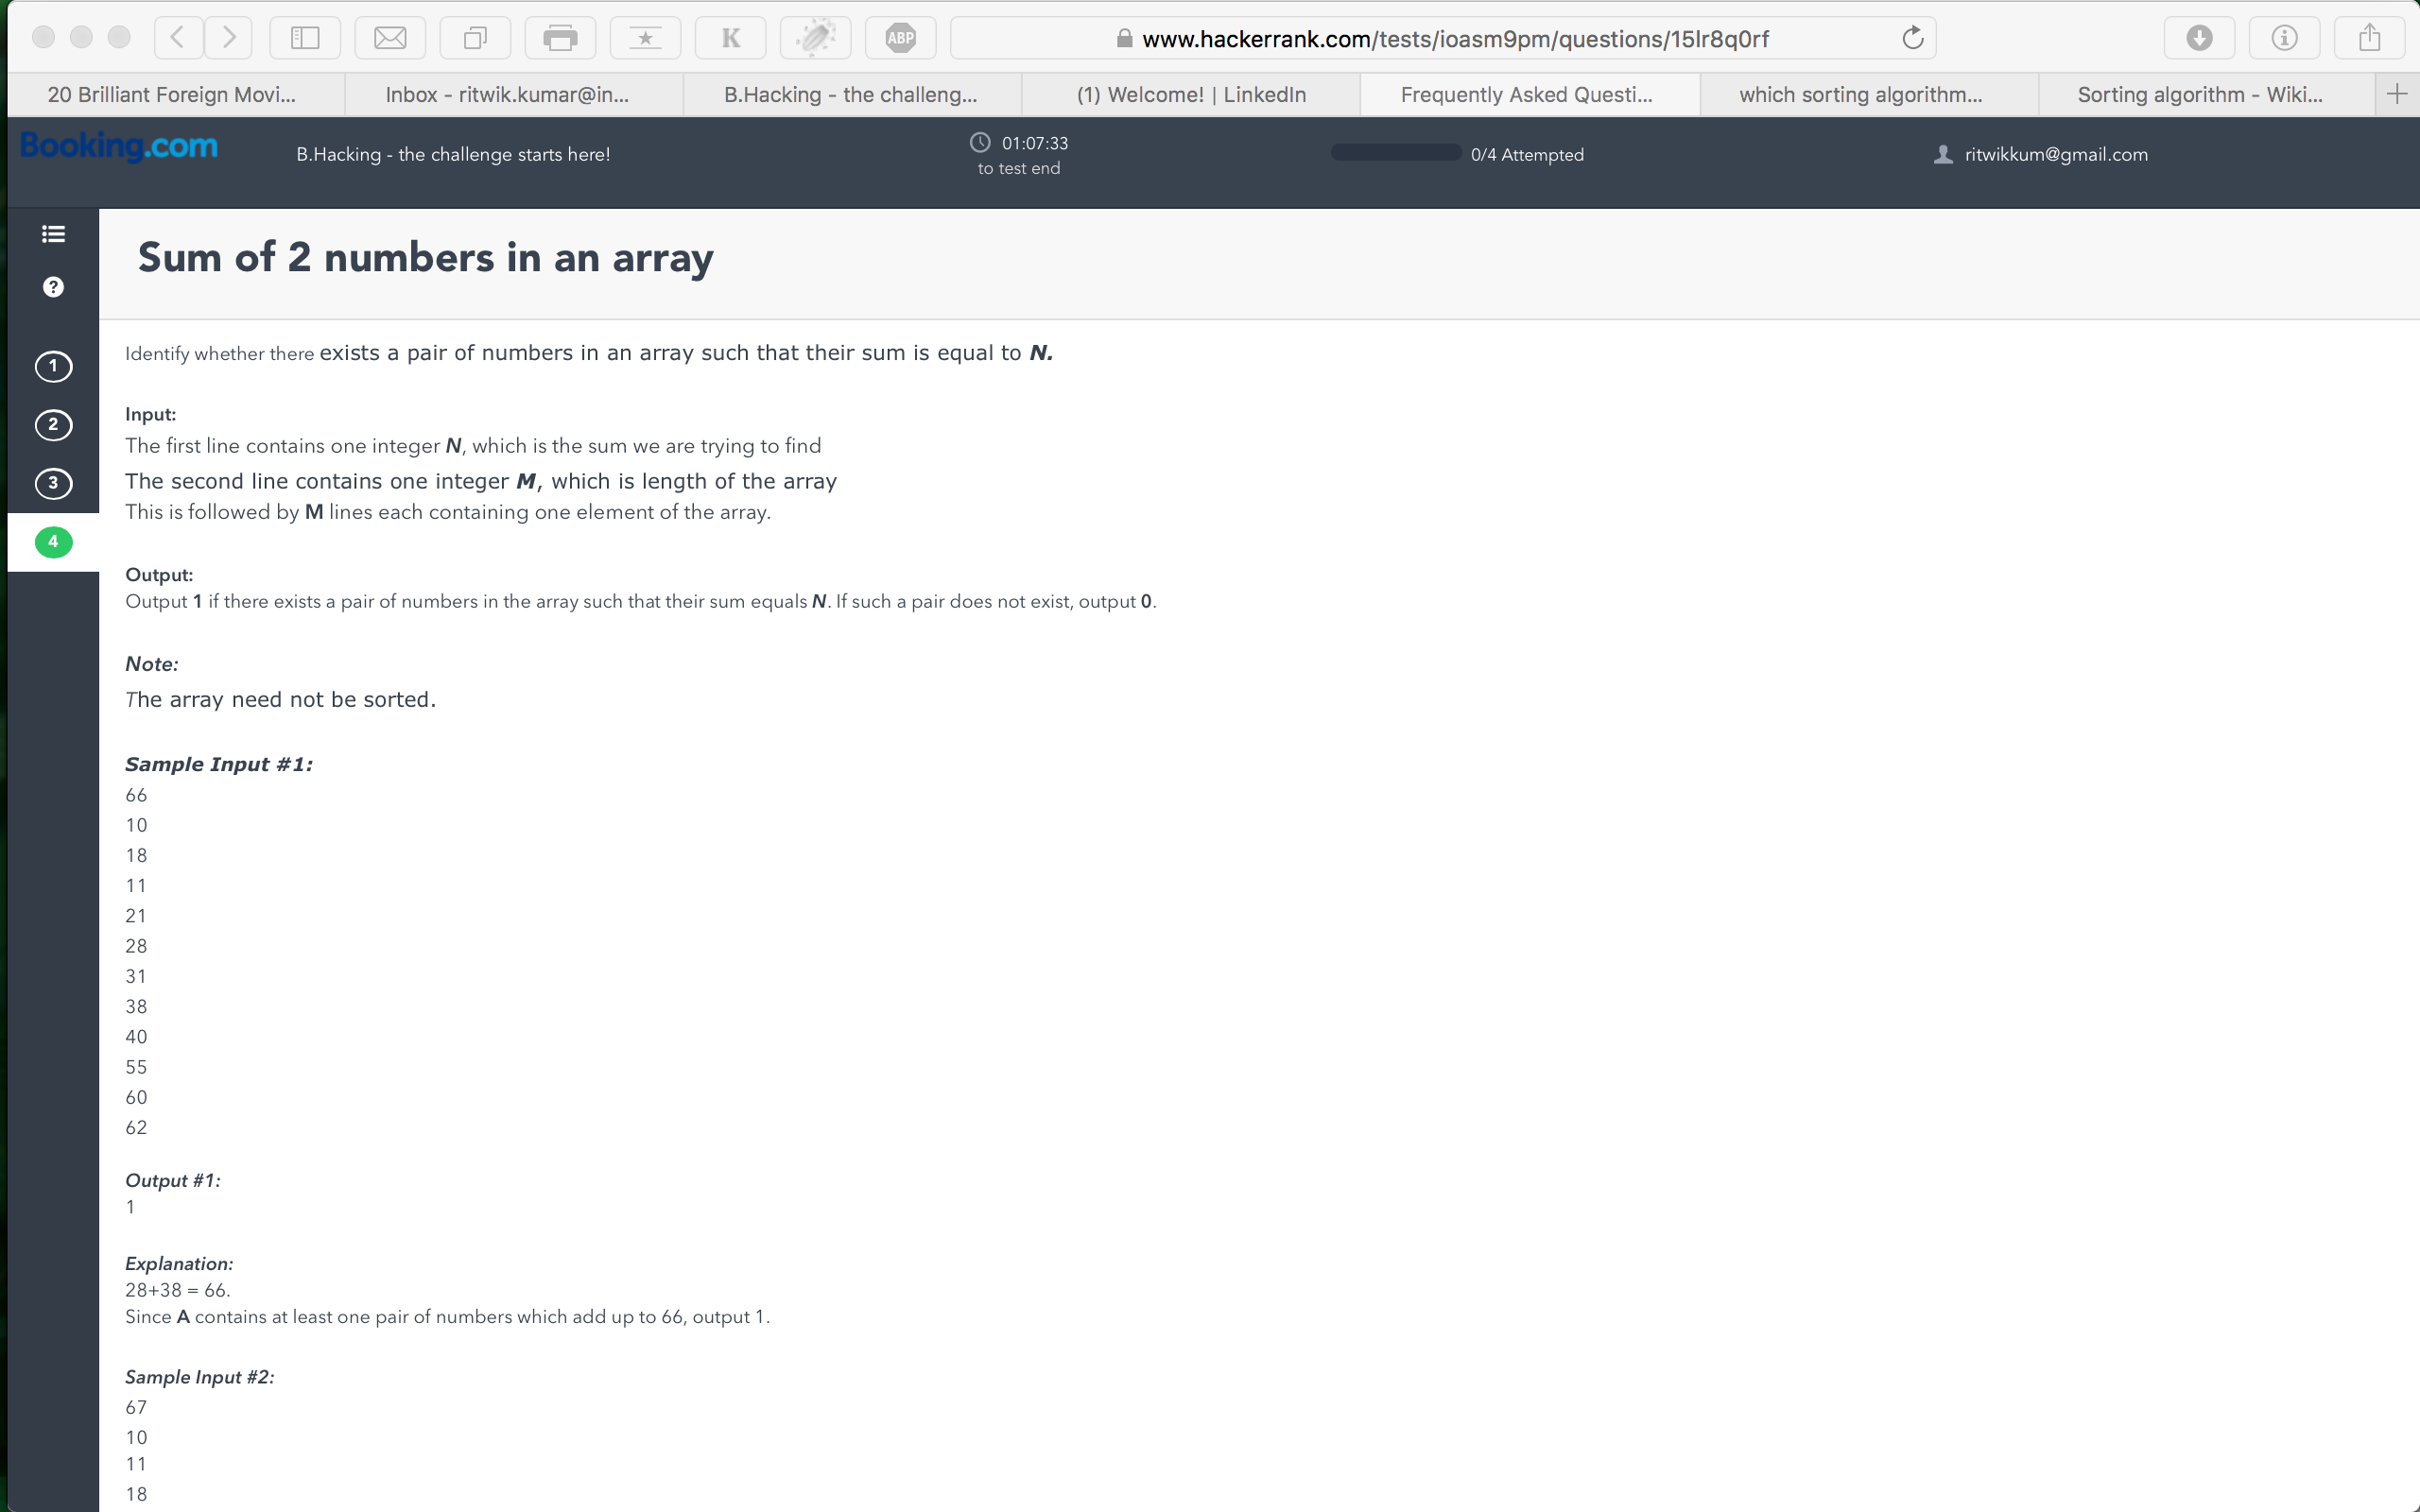 K
ABP
www.hackerrank.com/tests/ioasm9pm/questions/15lr8q0rf
20 Brilliant Foreign Movi...
Inbox - ritwik.kumar@in...
B.Hacking - the challeng...
(1) Welcome! | LinkedIn
Frequently Asked Questi...
which sorting algorithm...
Sorting algorithm - Wiki...
Booking.com
B.Hacking - the challenge starts here!
01:07:33
to test end
0/4 Attempted
ritwikkum@gmail.com
?
1
2
3
4
Sum of 2 numbers in an array
Identify whether there exists a pair of numbers in an array such that their sum is equal to N.
Input:
The first line contains one integer N, which is the sum we are trying to find
The second line contains one integer M, which is length of the array
This is followed by M lines each containing one element of the array.
Output:
Output 1 if there exists a pair of numbers in the array such that their sum equals N. If such a pair does not exist, output 0.
Note:
The array need not be sorted.
Sample Input #1:
66
10
18
11
21
28
31
38
40
55
60
62
Output #1:
1
Explanation:
28+38 = 66.
Since A contains at least one pair of numbers which add up to 66, output 1.
Sample Input #2:
67
10
11
18